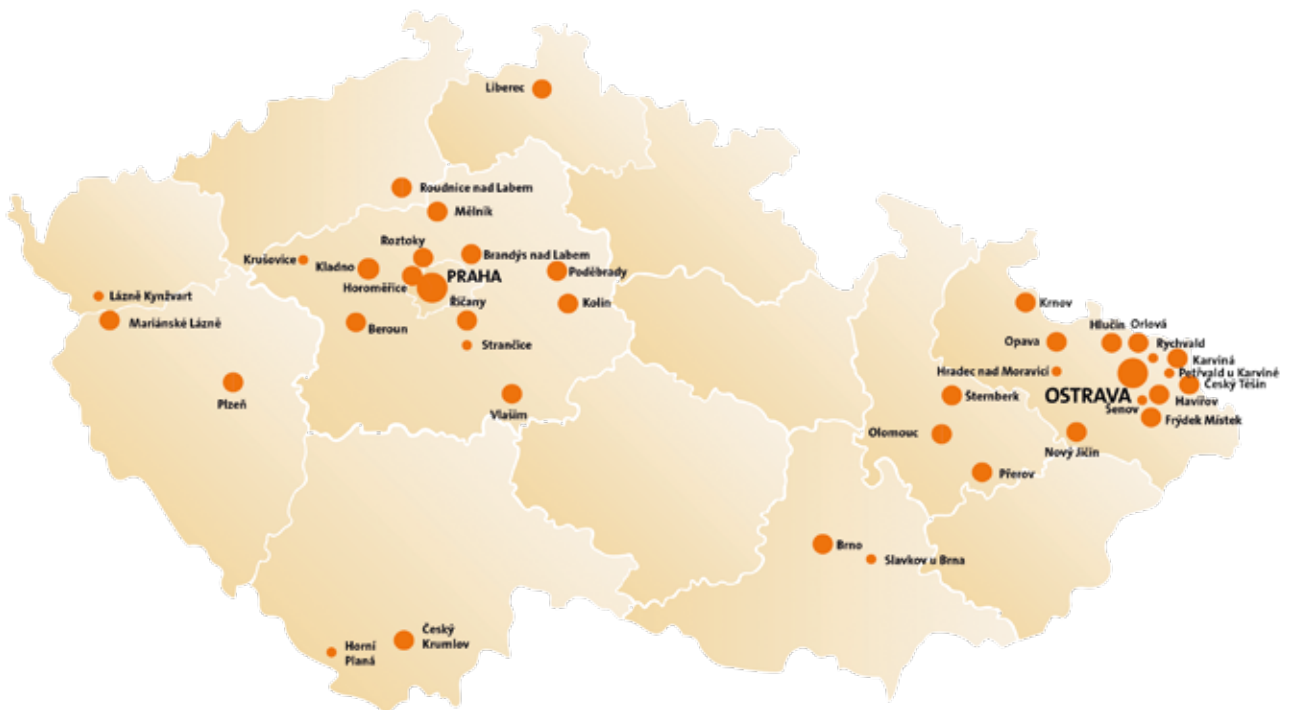 Liberec
Roudnice nad Labem
Mělník
Roztoky
Brandýs nad Labem
Krušovice
Kladno
PRAHA
Poděbrady
Horoměřice
Říčany
Kolín
Lázně Kynžvart
Mariánské Lázně
Beroun
Strančice
Plzeň
Vlašim
Krnov
Hlučín
Orlová
Opava
Rychvald
Karviná
Hradec nad Moravicí
Petřvald u Karviné
Český Těšín
OSTRAVA
Šternberk
Havířov
Šenov
Frýdek Místek
Olomouc
Nový Jičín
Přerov
Brno
Slavkov u Brna
Český
Krumlov
Horní
Planá